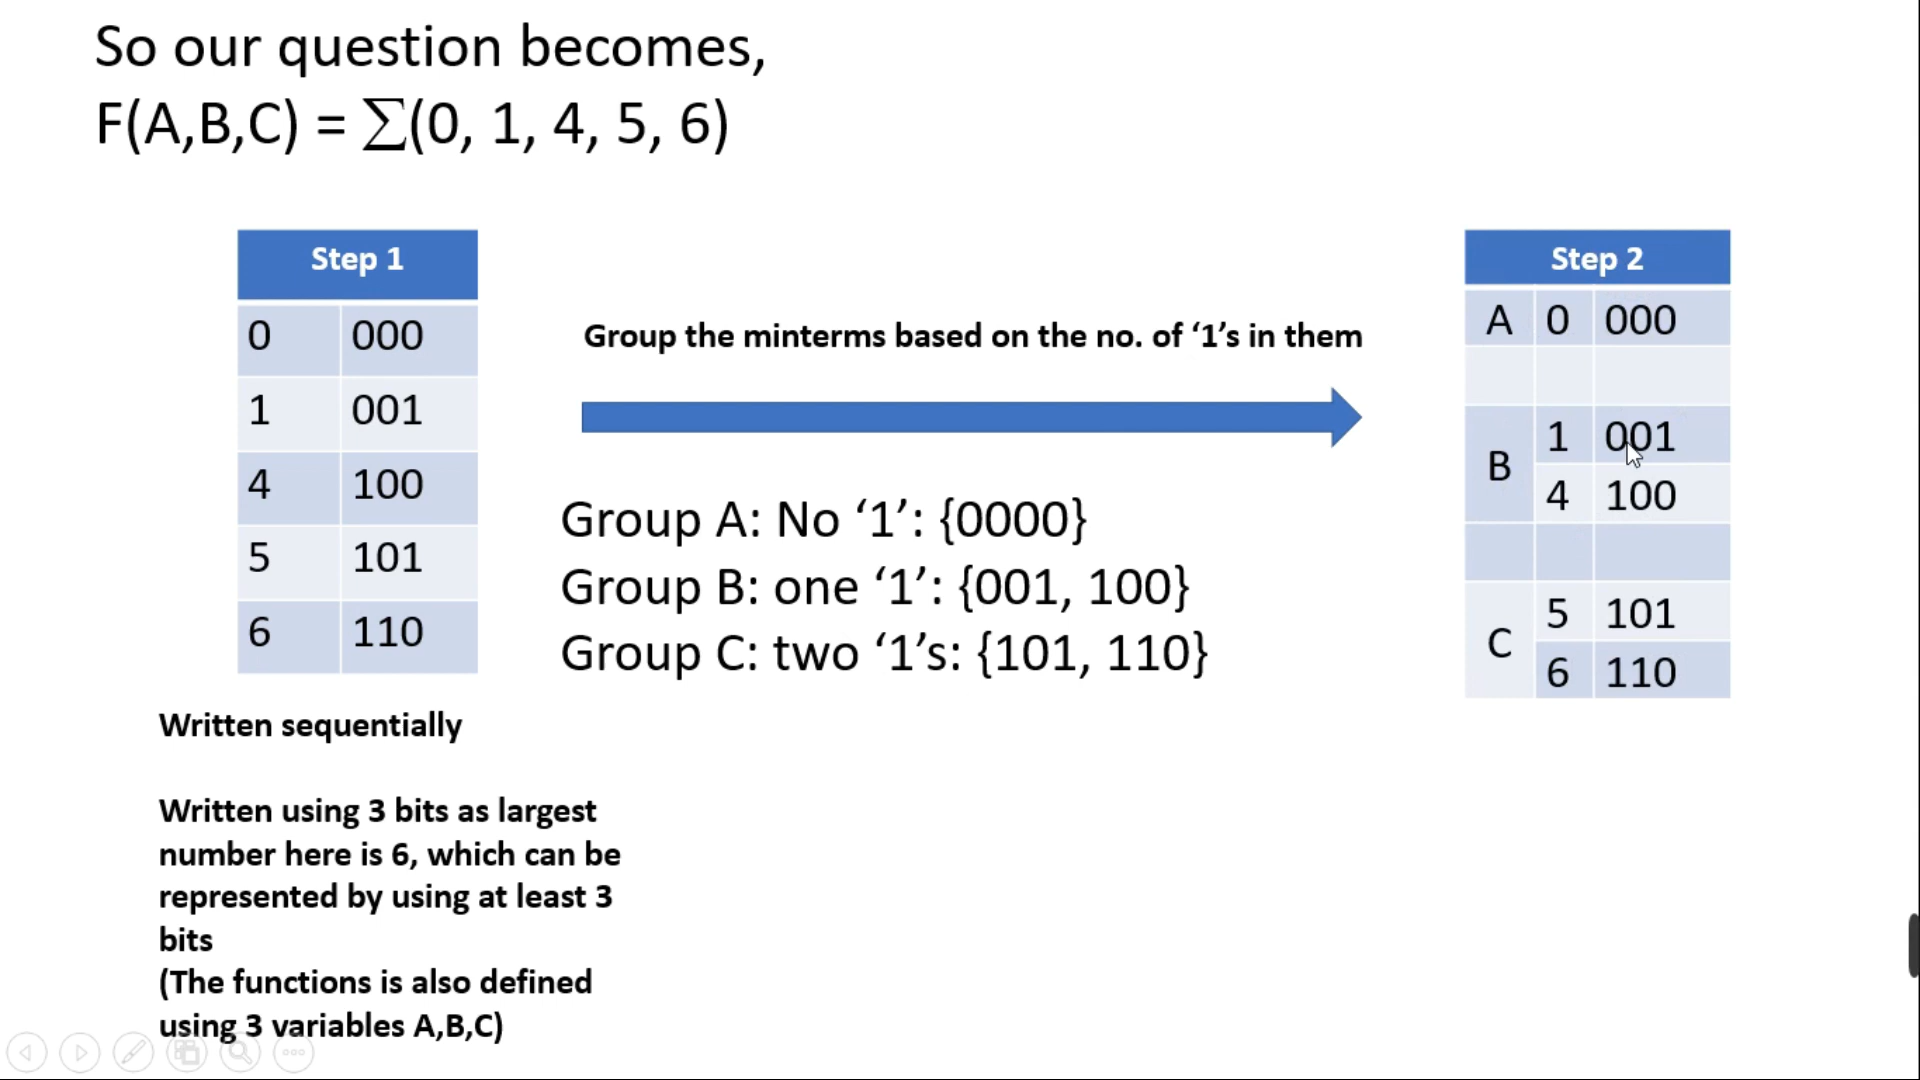 So our question becomes,
F(A,B,C) = ∑(0, 1, 4, 5, 6)
Step 1
0 000
1 001
4 100
5 101
6 110
Written sequentially
Written using 3 bits as largest
number here is 6, which can be
represented by using at least 3
bits
(The functions is also defined
using 3 variables A,B,C)
Group the minterms based on the no. of ‘1’s in them
Group A: No ‘1’: {0000}
Group B: one ‘1’: {001, 100}
Group C: two ‘1’s: {101, 110}
Step 2
A 0 000
B
1 001
4 100
C
5 101
6 110